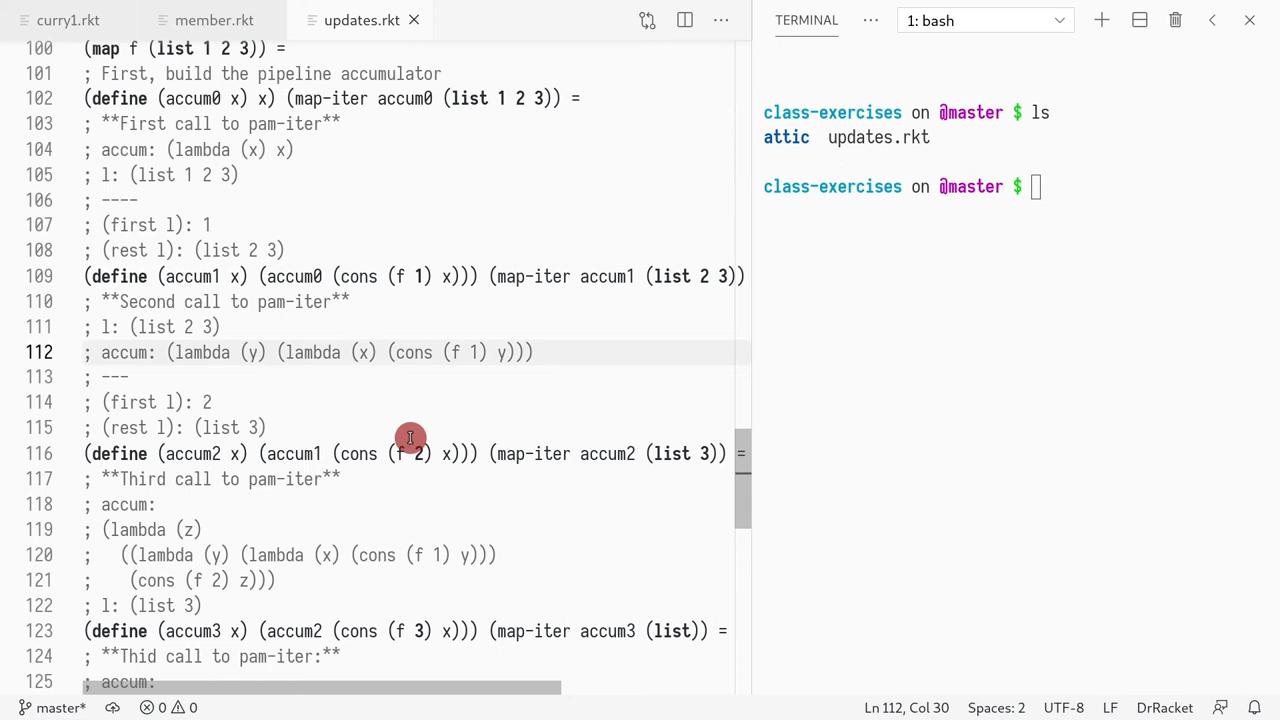 curry1.rkt
member.rkt
updates.rkt
TERMINAL
1: bash
100 (map f (list 1 2 3)) =
101 ; First, build the pipeline accumulator
102 (define (accum0 x) x) (map-iter accum0 (list 1 2 3)) =
103 ; **First call to pam-iter**
104 ; accum: (lambda (x) x)
105 ; l: (list 1 2 3)
106 ; ----
107 ; (first l): 1
108 ; (rest l): (list 2 3)
109 (define (accum1 x) (accum0 (cons (f 1) x))) (map-iter accum1 (list 2 3))
110 ; **Second call to pam-iter**
111 ; l: (list 2 3)
112 ; accum: (lambda (y) (lambda (x) (cons (f 1) y)))
113 ; ---
114 ; (first l): 2
115 ; (rest l): (list 3)
116 (define (accum2 x) (accum1 (cons (f 2) x))) (map-iter accum2 (list 3)) =
117 ; **Third call to pam-iter**
118 ; accum:
119 ; (lambda (z)
120 ;   ((lambda (y) (lambda (x) (cons (f 1) y)))
121 ;    (cons (f 2) z)))
122 ; l: (list 3)
123 (define (accum3 x) (accum2 (cons (f 3) x))) (map-iter accum3 (list)) =
124 ; **Thid call to pam-iter:**
125 ; accum:
class-exercises on @master $ ls
attic updates.rkt
class-exercises on @master $
master* 0 0
Ln 112, Col 30
Spaces: 2
UTF-8
LF
DrRacket